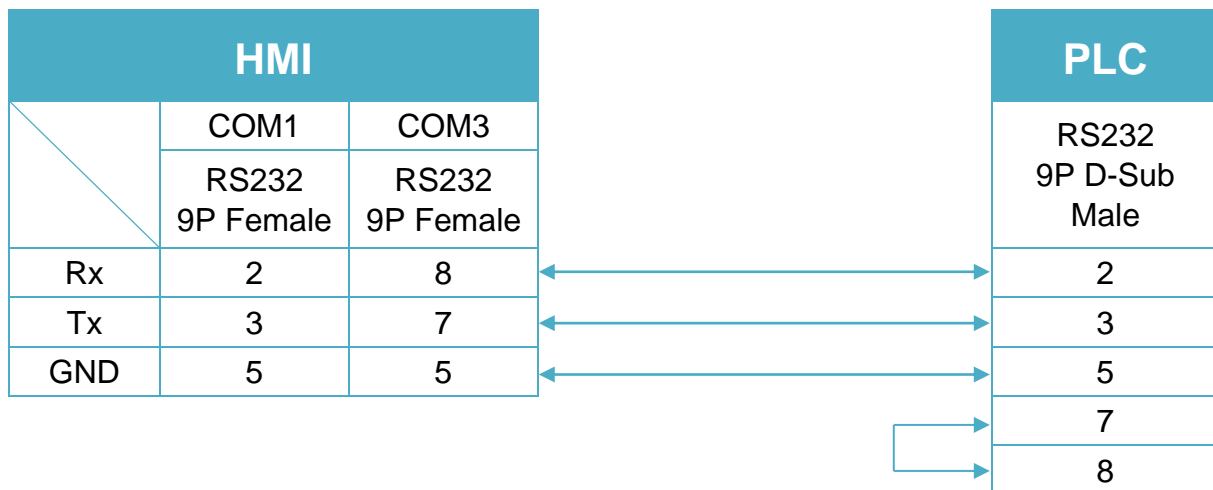 HMI
PLC
COM1 COM3
RS232
9P Female
RS232
9P Female
RS232
9P D-Sub
Male
Rx 2 8 2
Tx 3 7 3
GND 5 5 5
7
8